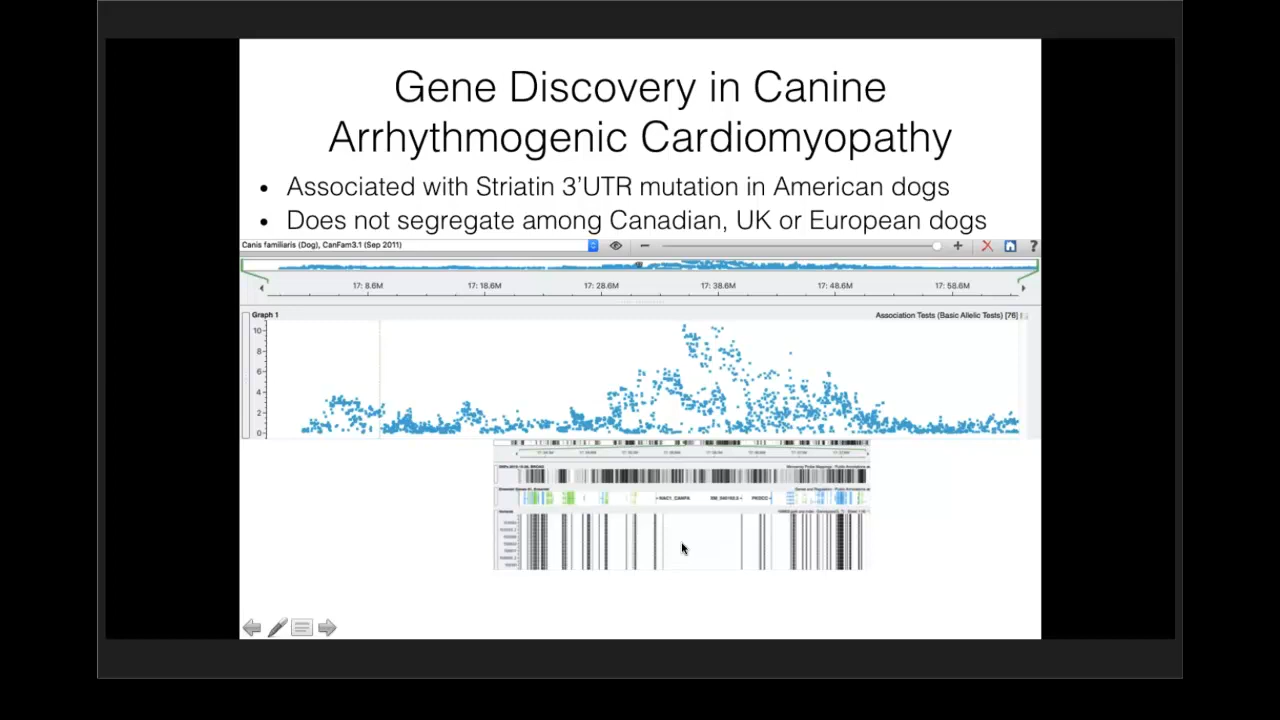 Gene Discovery in Canine
Arrhythmogenic Cardiomyopathy
• Associated with Striatin 3'UTR mutation in American dogs
• Does not segregate among Canadian, UK or European dogs
Canis familiaris (Dog), CanFam3.1 (Sep 2011)
?
17: 8.6M 17: 18.6M 17: 28.6M 17: 38.6M 17: 48.6M 17: 58.6M
Graph 1 Association Tests (Basic Allelic Tests) [76]
10
8
6
4
2
0